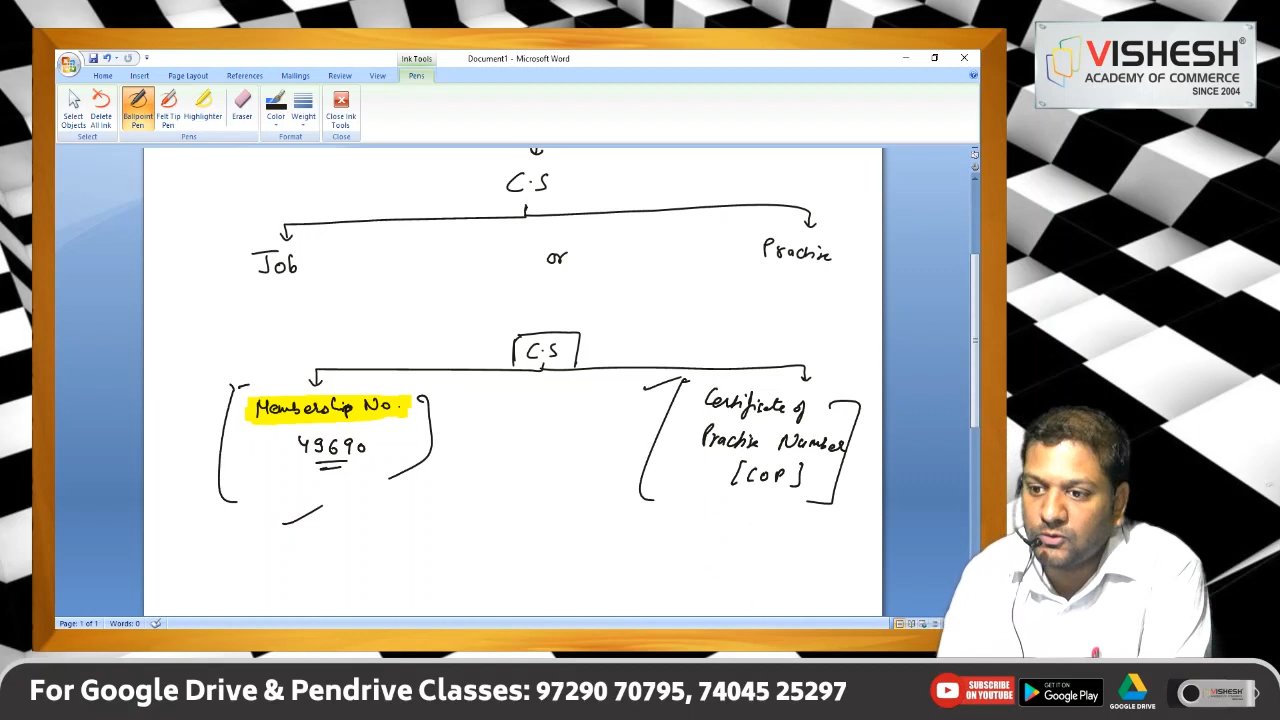 Ink Tools
Document1 - Microsoft Word
Home Insert Page Layout References Mailings Review View Pens
Select Objects
Delete All Ink
Ballpoint Pen
Felt Tip Pen
Highlighter
Eraser
Color
Weight
Close Ink Tools
Select Pens Format Close
C.S
Job or Practise
C.S
Membership No.
49690
Certificate of
Practise Number
[COP]
Page: 1 of 1 Words: 0
VISHESH®
ACADEMY OF COMMERCE
SINCE 2004
For Google Drive & Pendrive Classes: 97290 70795, 74045 25297
SUBSCRIBE
ON YOUTUBE
GET IT ON
Google Play
GOOGLE DRIVE
VISHESH